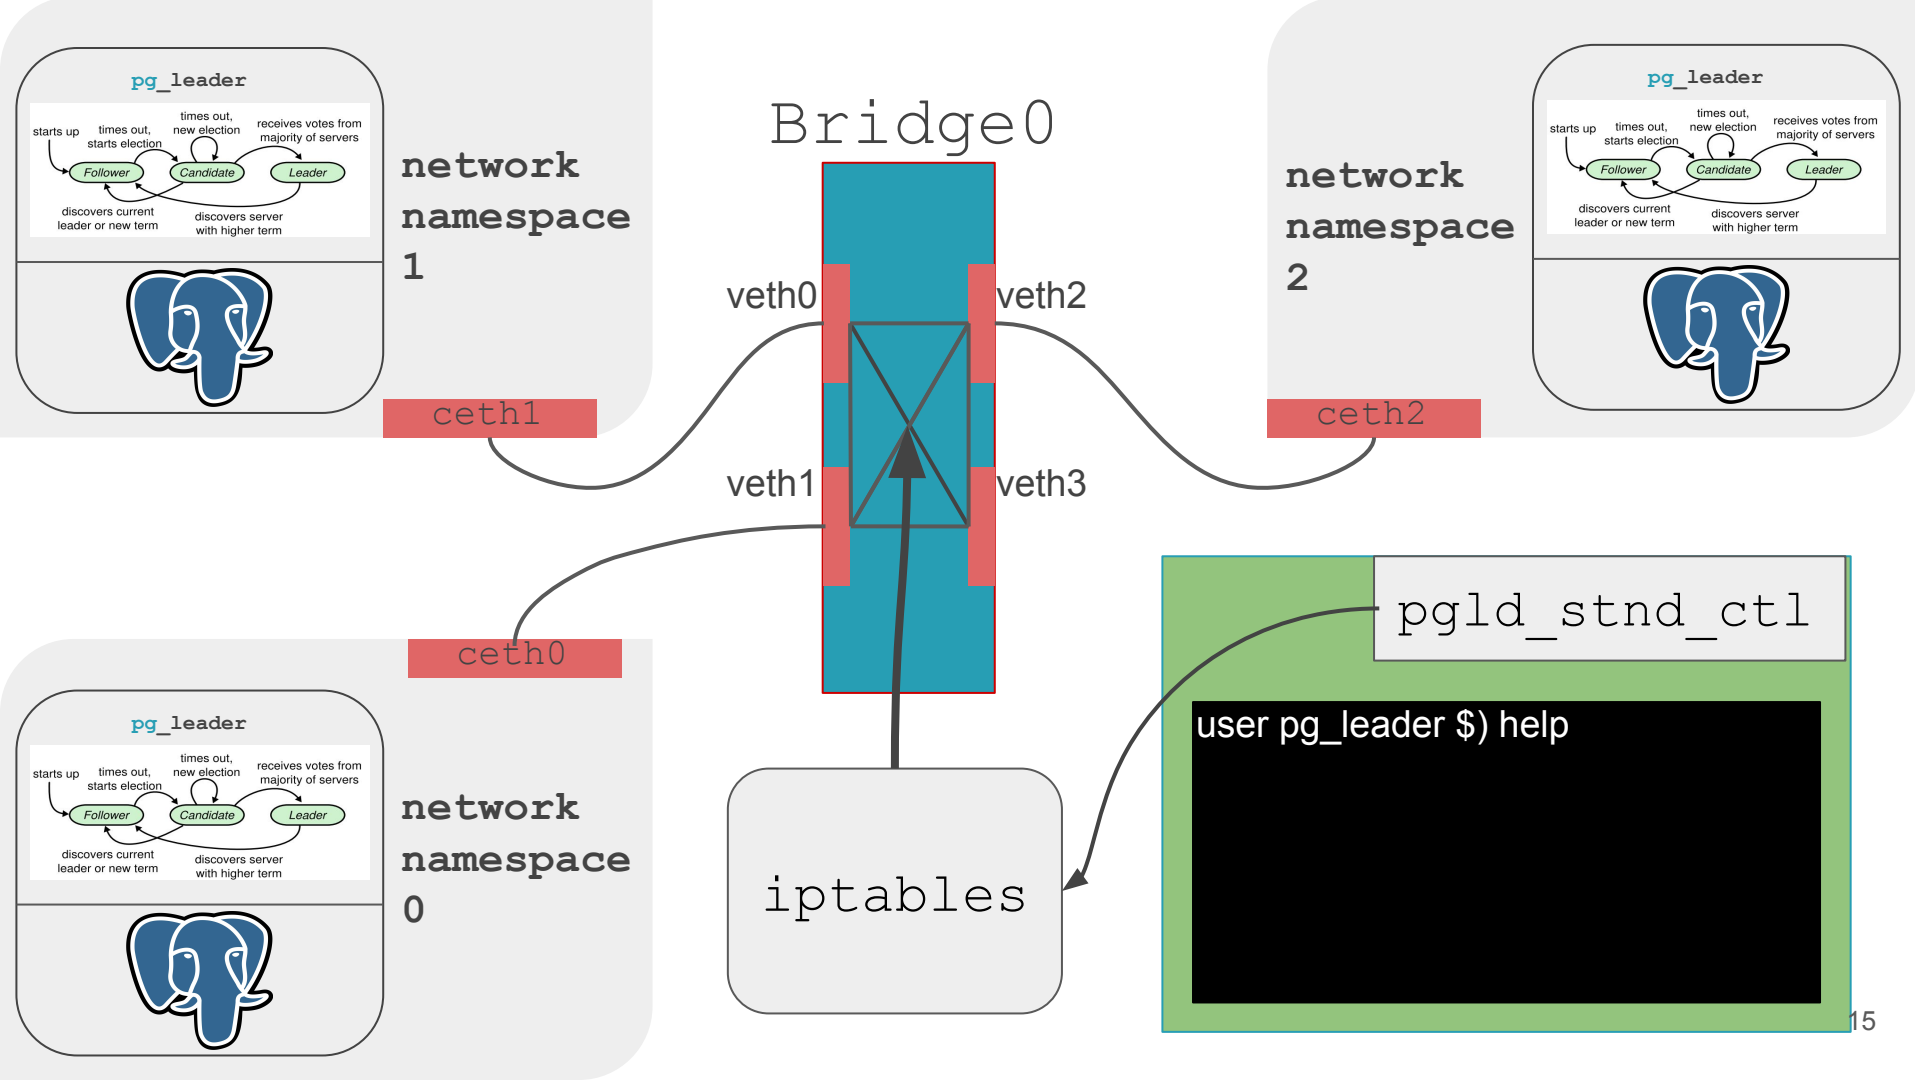 pg_leader
starts up
times out,
starts election
times out,
new election
receives votes from
majority of servers
Follower
Candidate
Leader
discovers current
leader or new term
discovers server
with higher term
network
namespace
1
ceth1
Bridge0
veth0
veth2
veth1
veth3
network
namespace
2
pg_leader
starts up
times out,
starts election
times out,
new election
receives votes from
majority of servers
Follower
Candidate
Leader
discovers current
leader or new term
discovers server
with higher term
ceth2
ceth0
pg_leader
starts up
times out,
starts election
times out,
new election
receives votes from
majority of servers
Follower
Candidate
Leader
discovers current
leader or new term
discovers server
with higher term
network
namespace
0
iptables
pgld_stnd_ctl
user pg_leader $) help
15